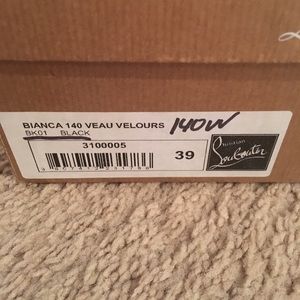 BIANCA 140 VEAU VELOURS 140W
BK01 BLACK
3100005
39
Christian
Louboutin